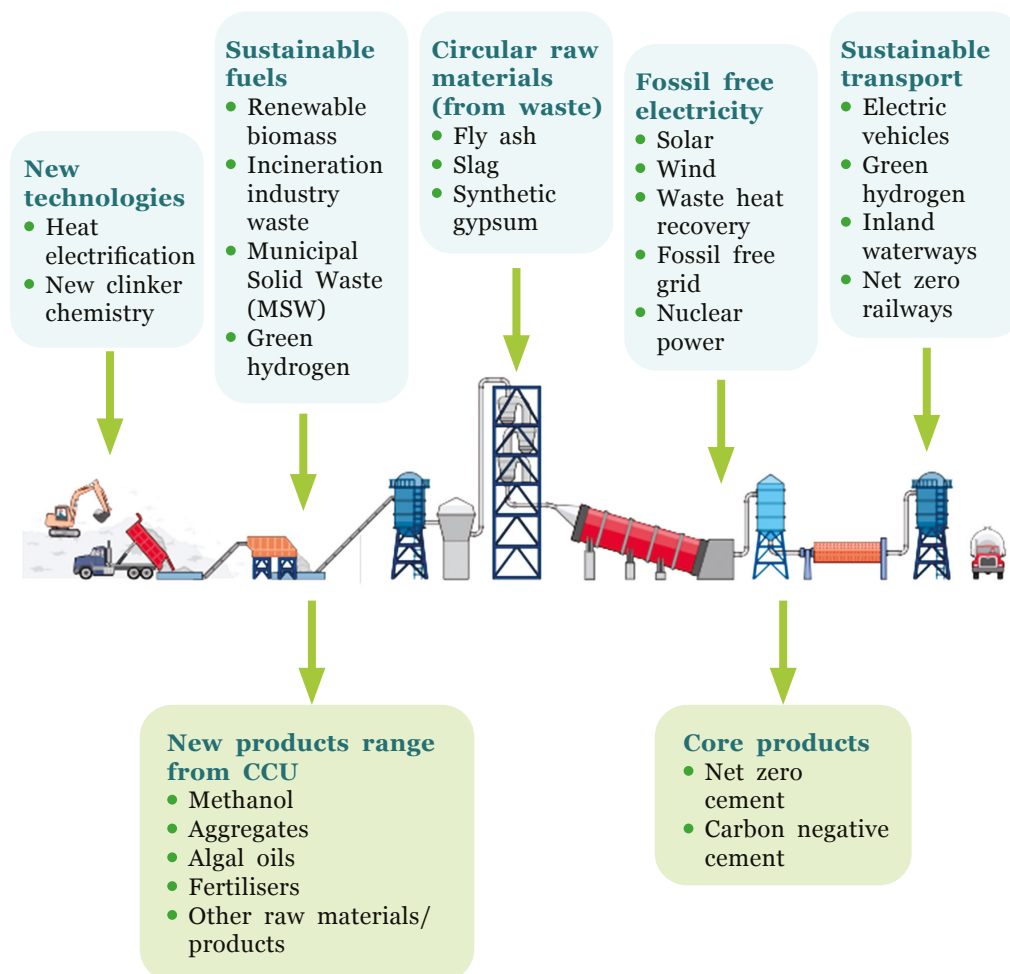 New
technologies
• Heat
electrification
• New clinker
chemistry
Sustainable
fuels
• Renewable
biomass
• Incineration
industry
waste
• Municipal
Solid Waste
(MSW)
• Green
hydrogen
Circular raw
materials
(from waste)
• Fly ash
• Slag
• Synthetic
gypsum
Fossil free
electricity
• Solar
• Wind
• Waste heat
recovery
• Fossil free
grid
• Nuclear
power
Sustainable
transport
• Electric
vehicles
• Green
hydrogen
• Inland
waterways
• Net zero
railways
New products range
from CCU
• Methanol
• Aggregates
• Algal oils
• Fertilisers
• Other raw materials/
products
Core products
• Net zero
cement
• Carbon negative
cement